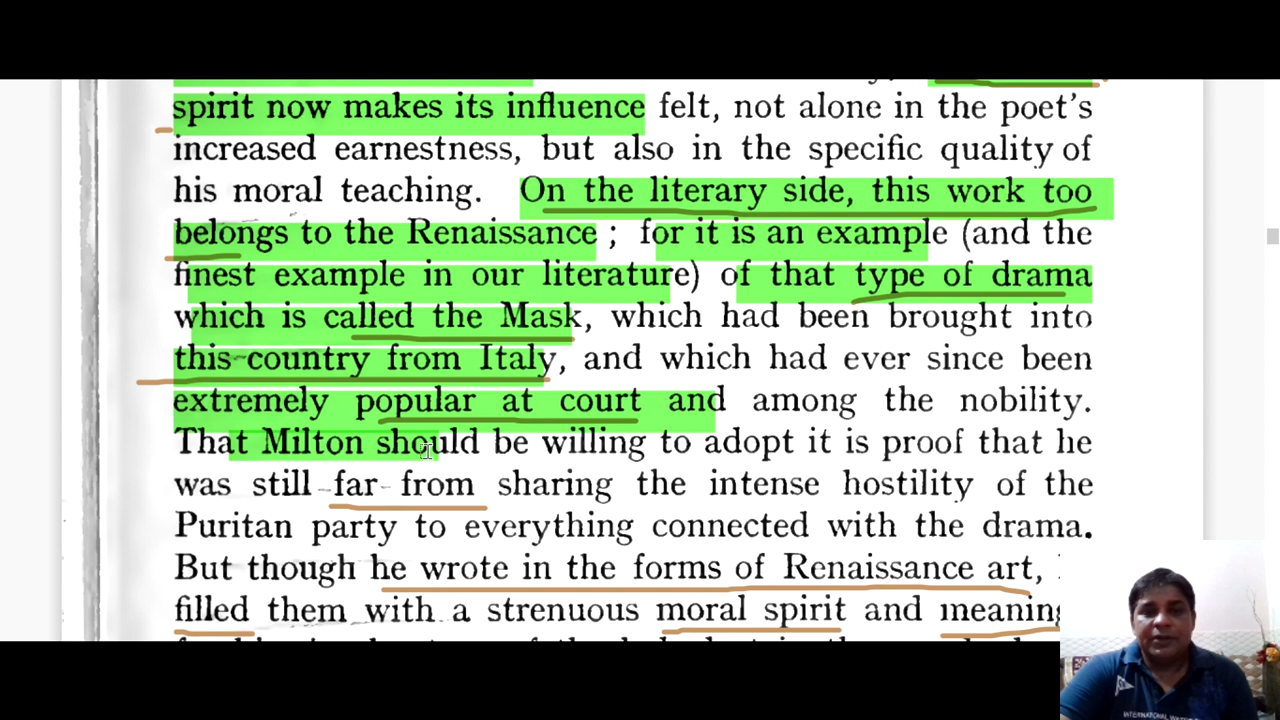 spirit now makes its influence felt, not alone in the poet's
increased earnestness, but also in the specific quality of
his moral teaching. On the literary side, this work too
belongs to the Renaissance ; for it is an example (and the
finest example in our literature) of that type of drama
which is called the Mask, which had been brought into
this country from Italy, and which had ever since been
extremely popular at court and among the nobility.
That Milton should be willing to adopt it is proof that he
was still far from sharing the intense hostility of the
Puritan party to everything connected with the drama.
But though he wrote in the forms of Renaissance art,
filled them with a strenuous moral spirit and meaning